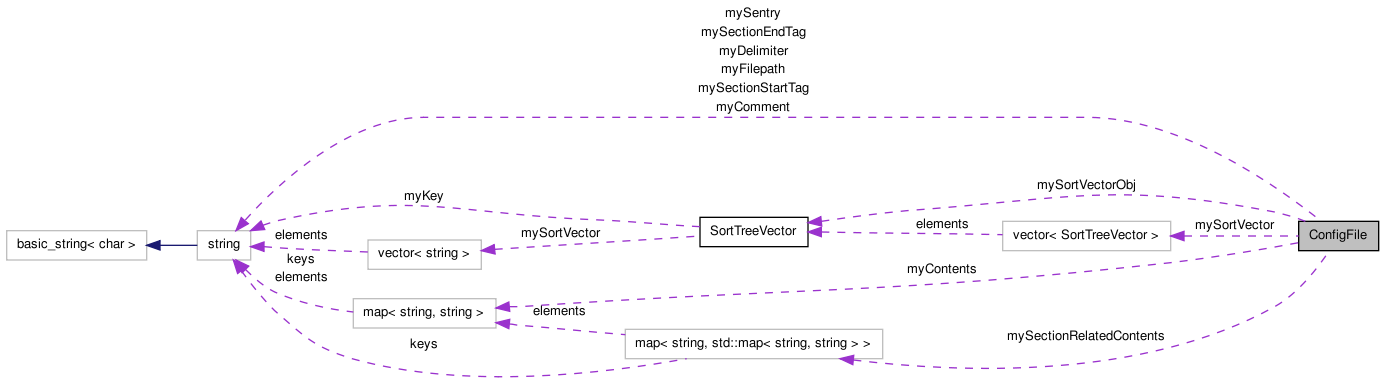 mySentry
mySectionEndTag
myDelimiter
myFilepath
mySectionStartTag
myComment
mySortVectorObj
myKey
elements
mySortVector
SortTreeVector
vector< SortTreeVector >
ConfigFile
basic_string< char >
string
elements
mySortVector
vector< string >
keys
elements
myContents
map< string, string >
elements
mySectionRelatedContents
keys
map< string, std::map< string, string > >